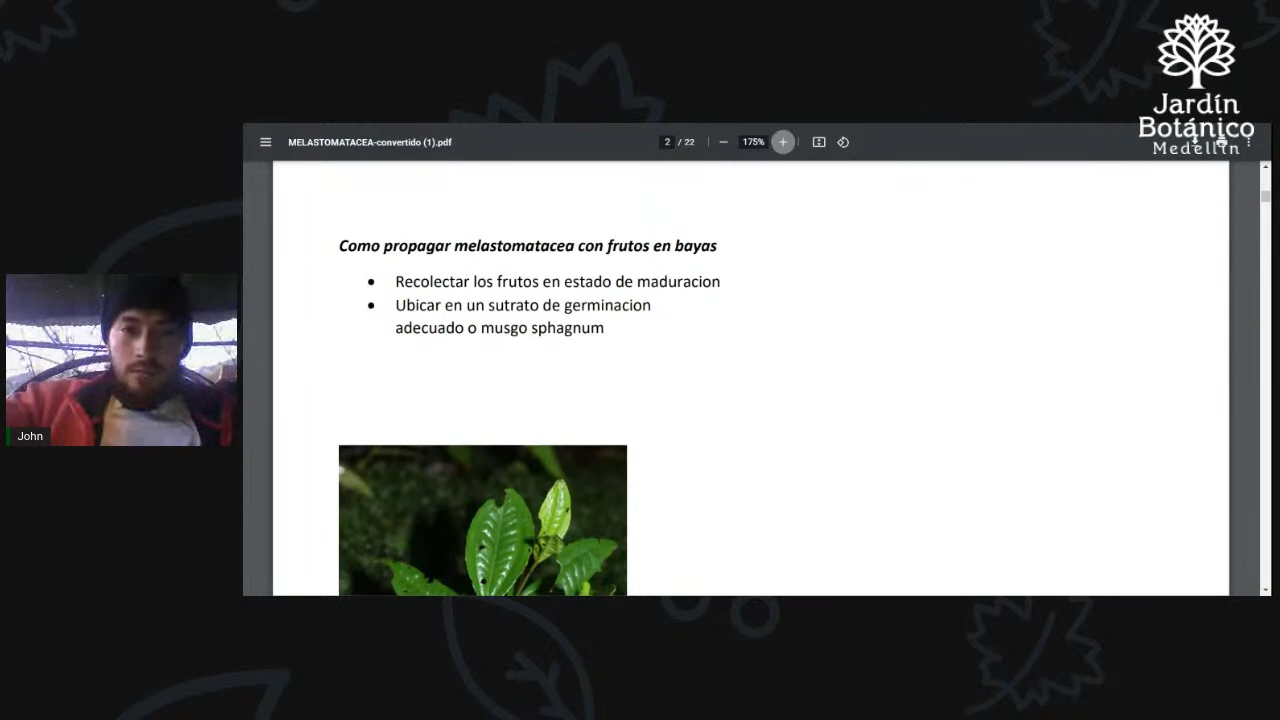 Jardín
Botánico
Medellín
MELASTOMATACEA-convertido (1).pdf
2 / 22
175%
Como propagar melastomatacea con frutos en bayas
• Recolectar los frutos en estado de maduracion
• Ubicar en un sutrato de germinacion
adecuado o musgo sphagnum
John